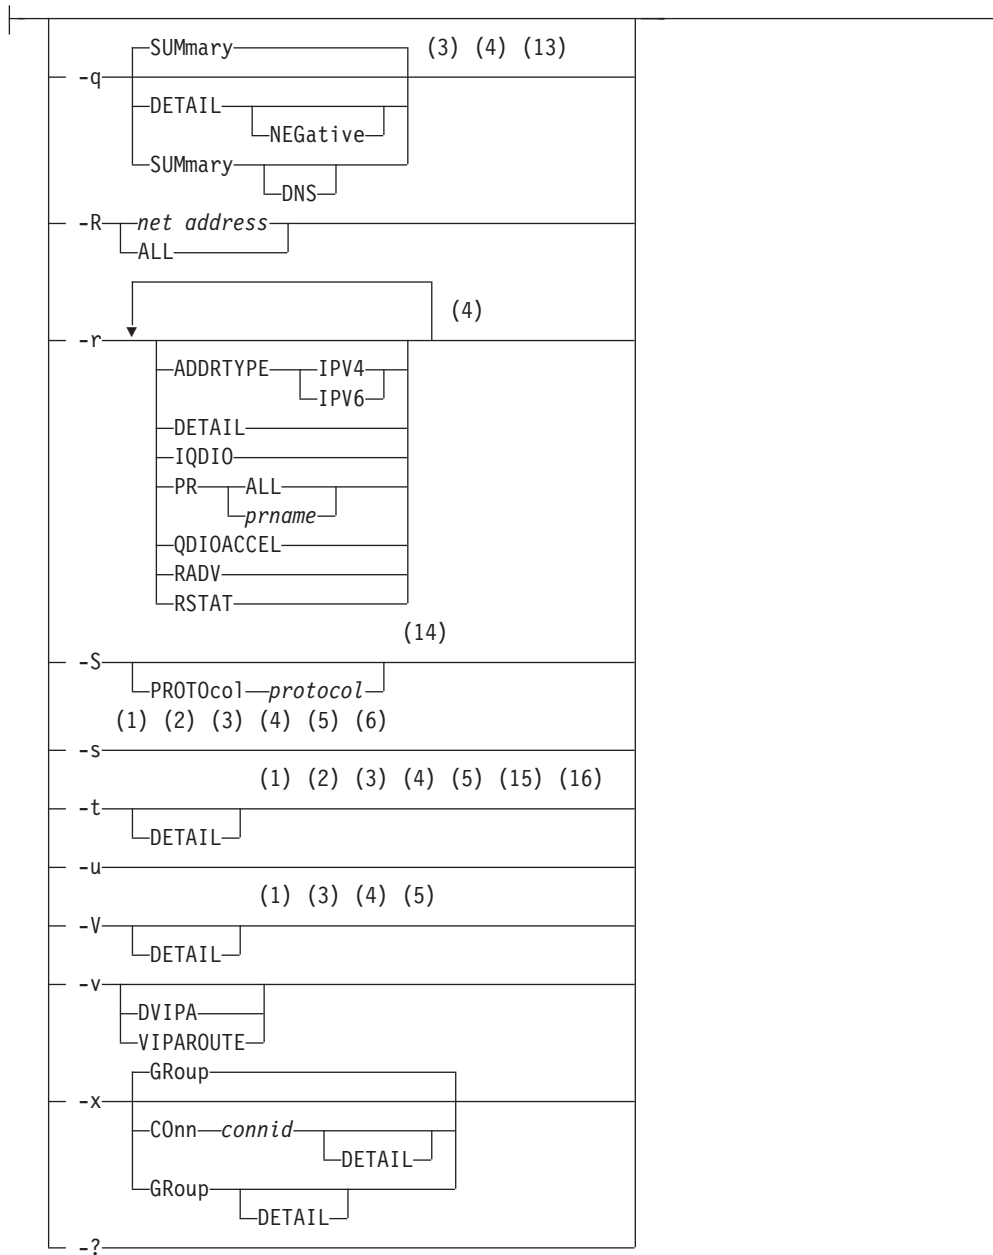 SUMmary (3) (4) (13)
-q
DETAIL
NEGative
SUMmary
DNS
-R net address
ALL
(4)
-r
ADDRTYPE IPV4
IPV6
DETAIL
IQDIO
PR ALL
prname
QDIOACCEL
RADV
RSTAT
(14)
-S
PROTOcol protocol
(1) (2) (3) (4) (5) (6)
-s
(1) (2) (3) (4) (5) (15) (16)
-t
DETAIL
-u
(1) (3) (4) (5)
-V
DETAIL
-v
DVIPA
VIPAROUTE
GRoup
-x
COnn connid
DETAIL
GRoup
DETAIL
-?